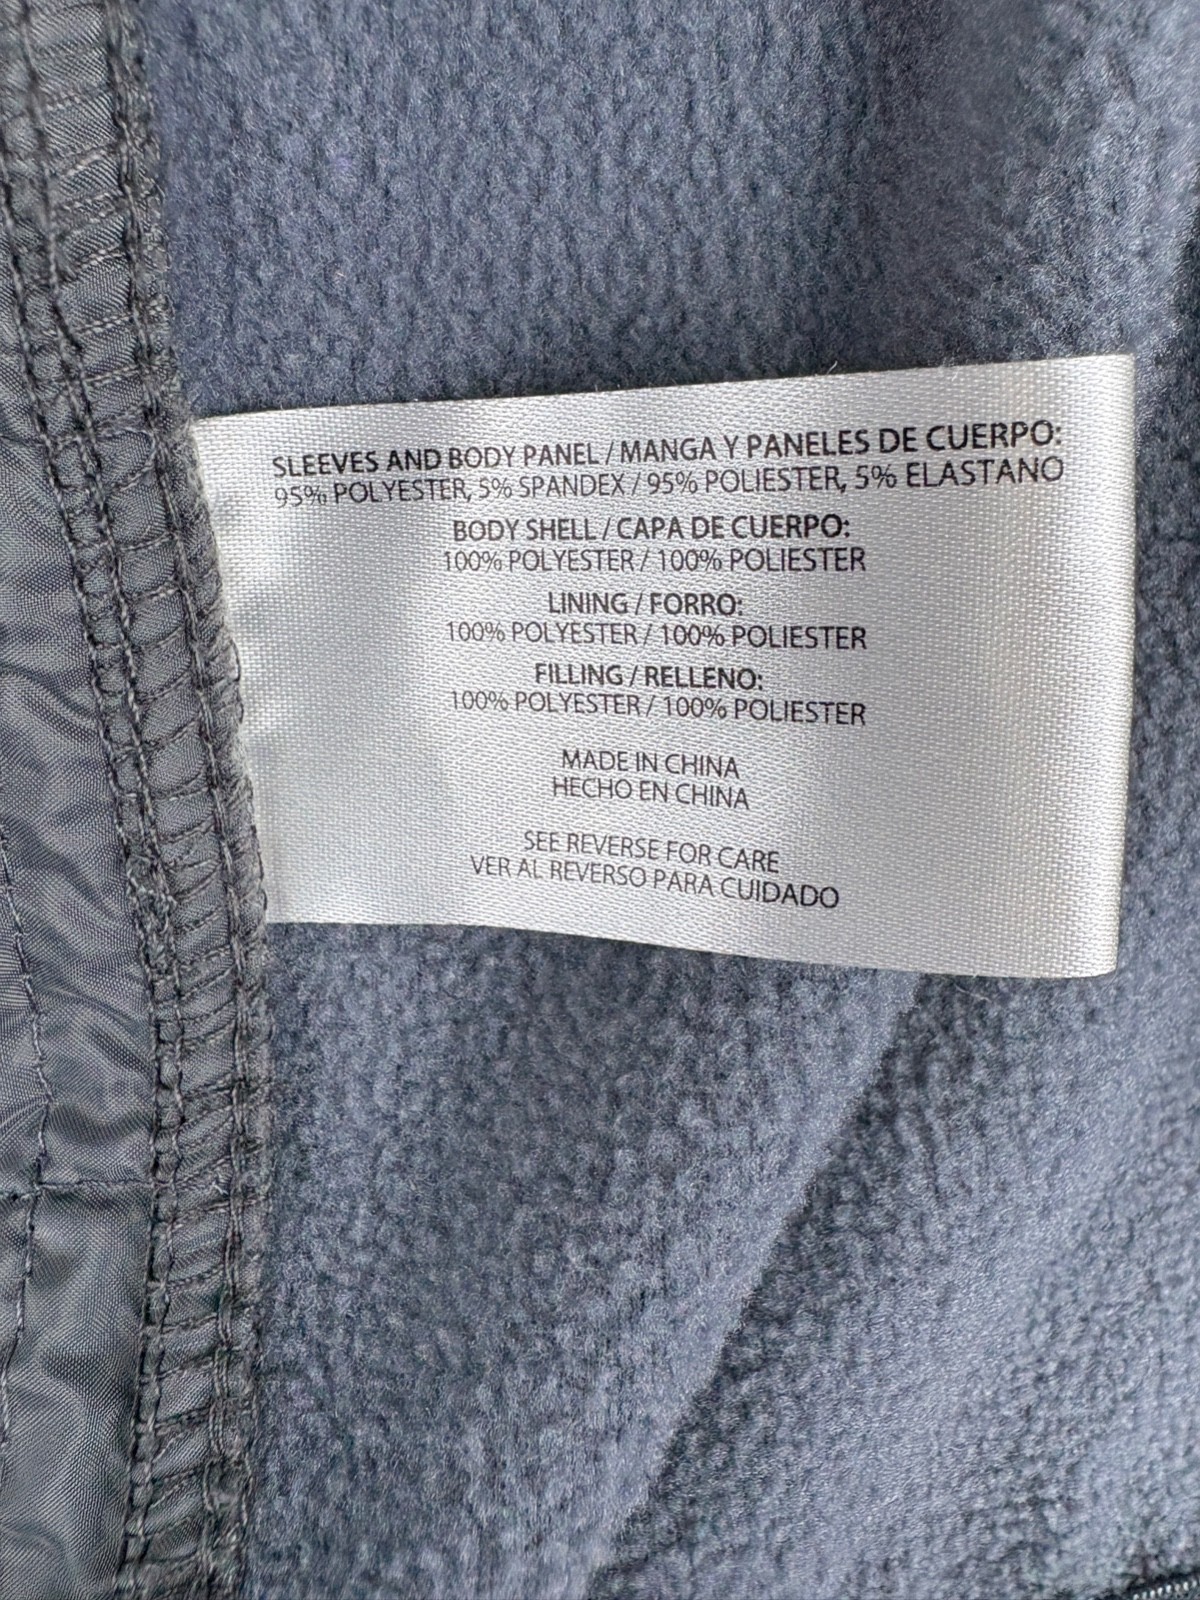 SLEEVES AND BODY PANEL / MANGA Y PANELES DE CUERPO:
95% POLYESTER, 5% SPANDEX / 95% POLIESTER, 5% ELASTANO
BODY SHELL / CAPA DE CUERPO:
100% POLYESTER / 100% POLIESTER
LINING / FORRO:
100% POLYESTER / 100% POLIESTER
FILLING / RELLENO:
100% POLYESTER / 100% POLIESTER
MADE IN CHINA
HECHO EN CHINA
SEE REVERSE FOR CARE
VER AL REVERSO PARA CUIDADO